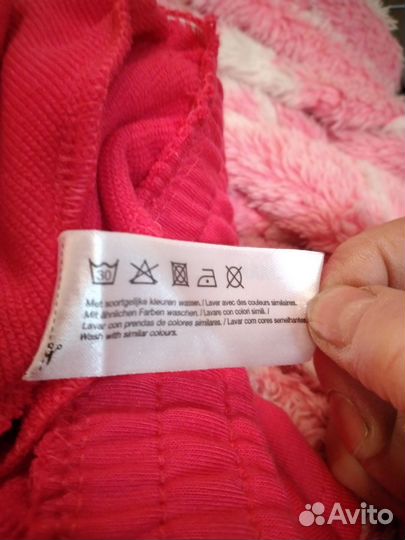 30
Met soortgelijke kleuren wassen. / Laver avec des couleurs similaires.
Mit ähnlichen Farben waschen. / Lavare con colori simili. /
Lavar con prendas de colores similares. / Lavar com cores semelhantes.
Wash with similar colours.
Avito